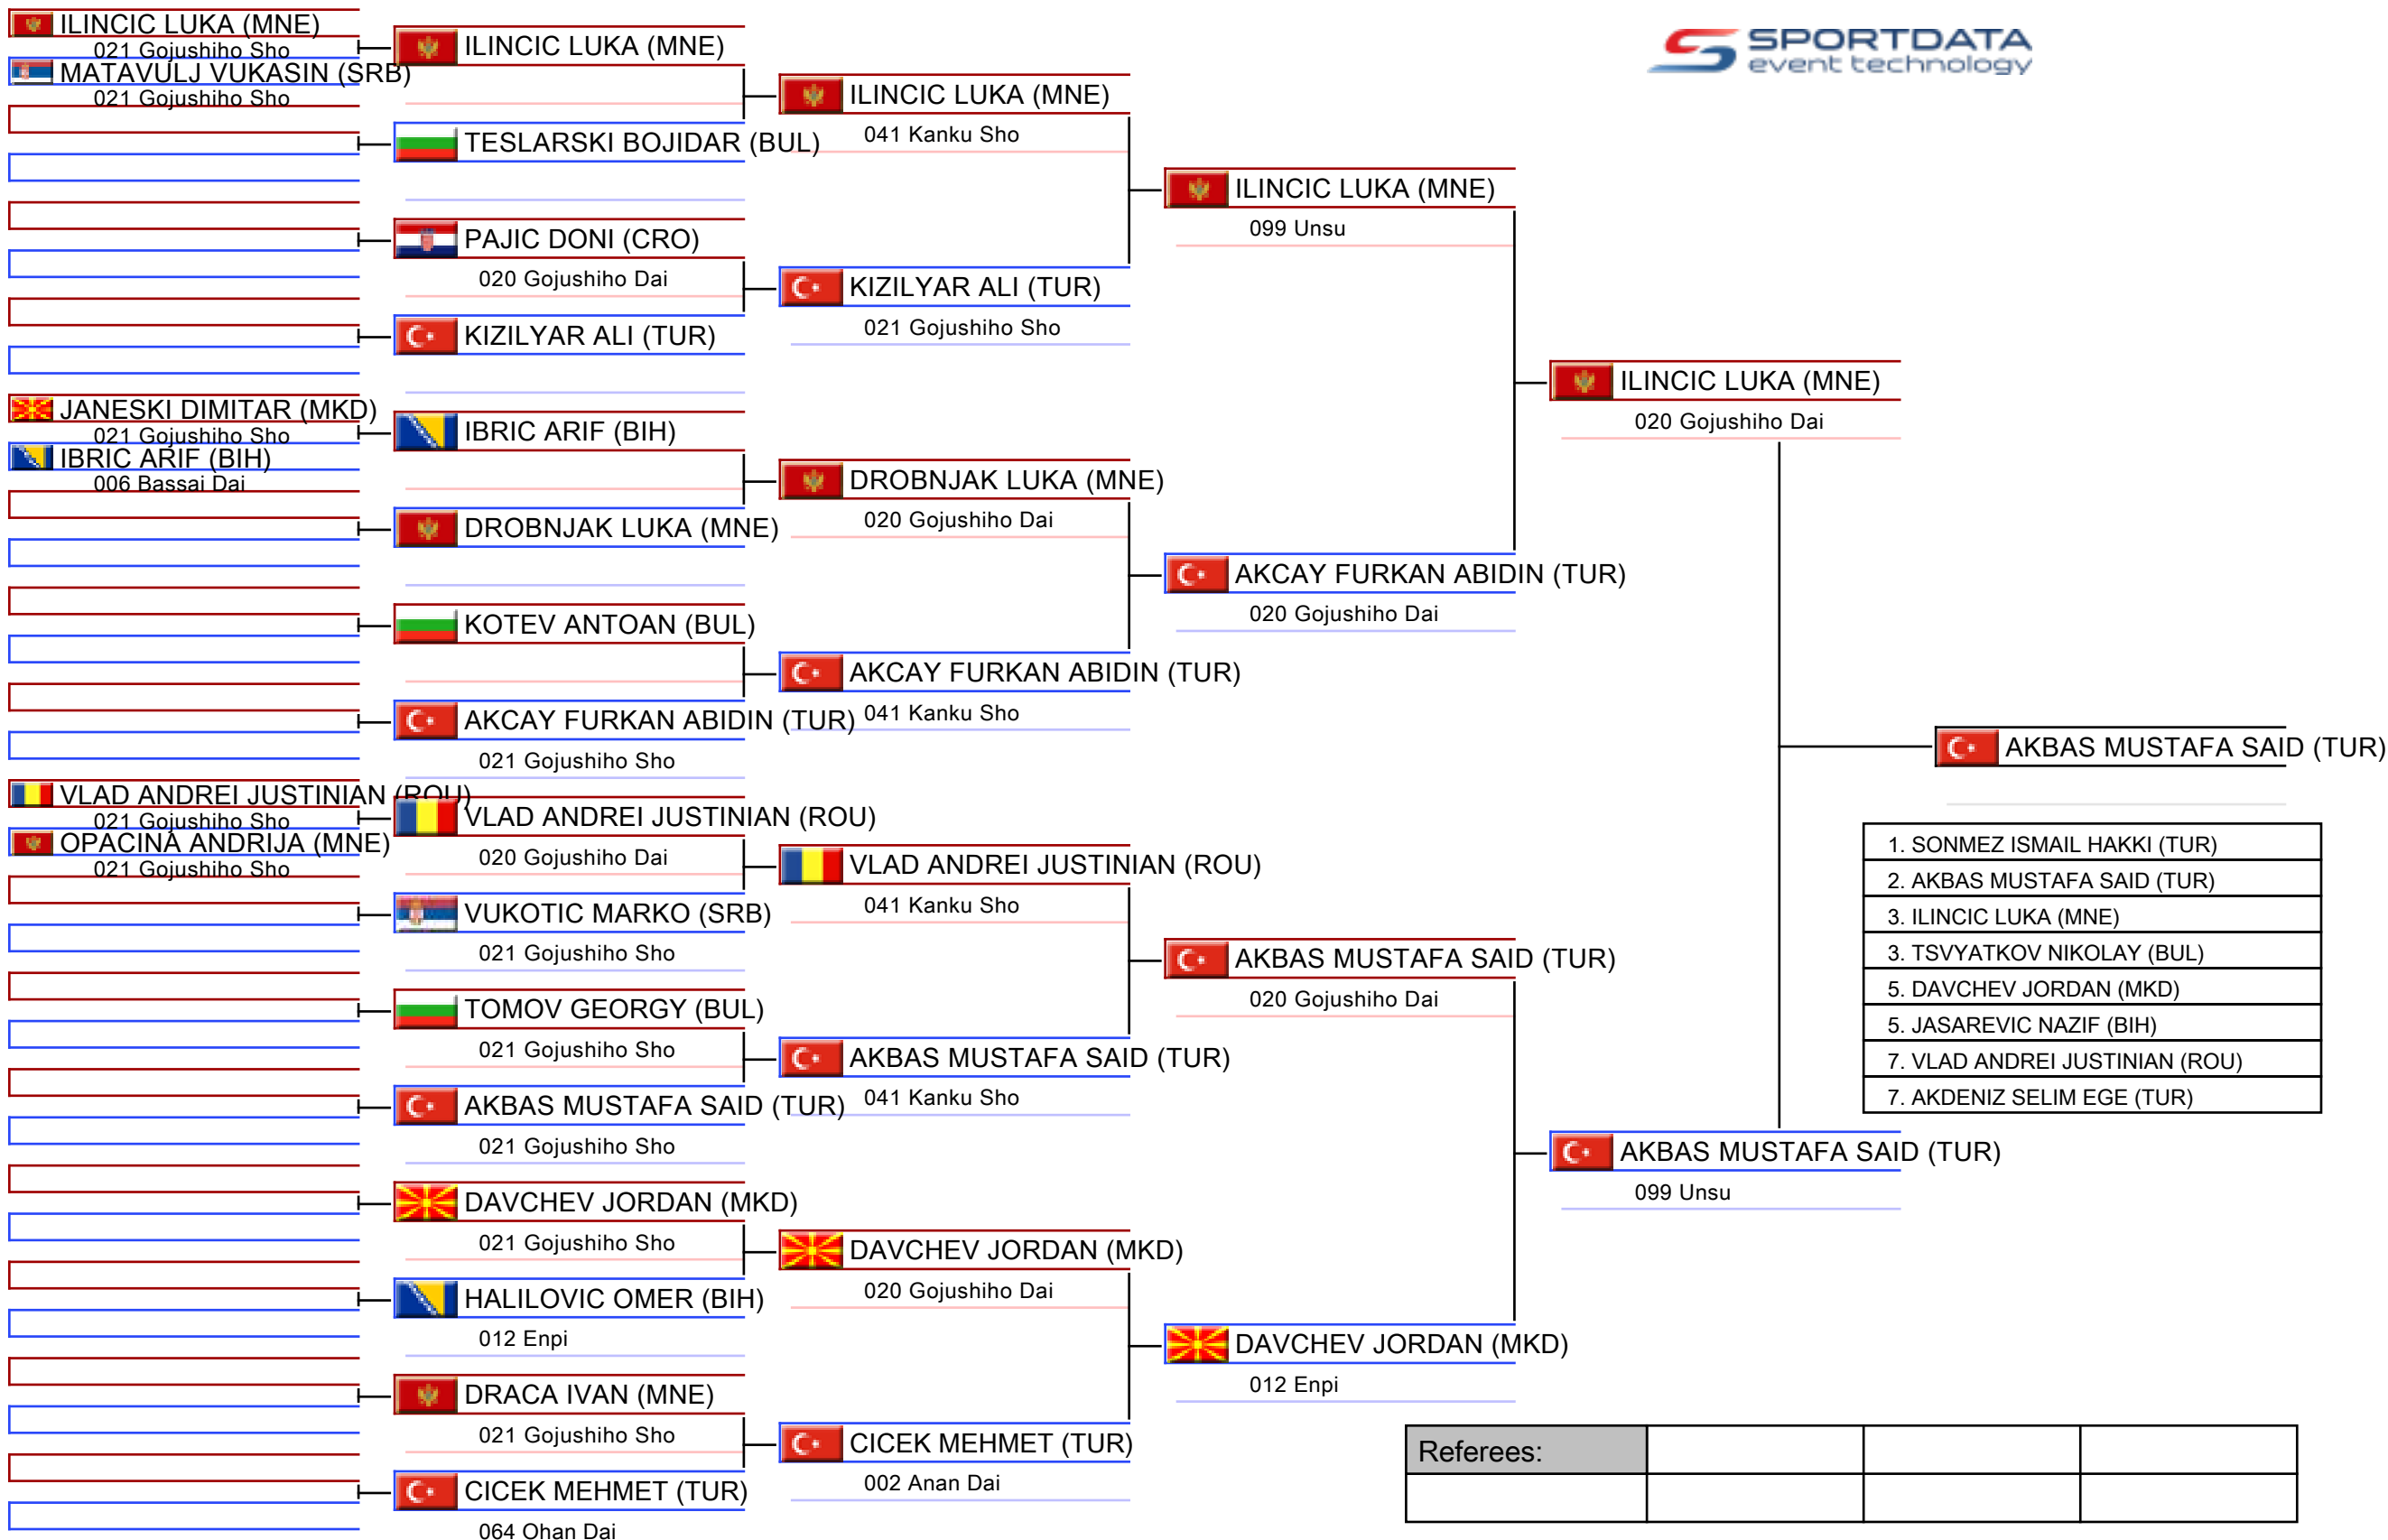 SPORTDATA
event technology
ILINCIC LUKA (MNE)
021 Gojushiho Sho
MATAVULJ VUKASIN (SRB)
021 Gojushiho Sho
JANESKI DIMITAR (MKD)
021 Gojushiho Sho
IBRIC ARIF (BIH)
006 Bassai Dai
VLAD ANDREI JUSTINIAN (ROU)
021 Gojushiho Sho
OPACINA ANDRIJA (MNE)
021 Gojushiho Sho
ILINCIC LUKA (MNE)
TESLARSKI BOJIDAR (BUL)
PAJIC DONI (CRO)
020 Gojushiho Dai
KIZILYAR ALI (TUR)
IBRIC ARIF (BIH)
DROBNJAK LUKA (MNE)
KOTEV ANTOAN (BUL)
AKCAY FURKAN ABIDIN (TUR)
021 Gojushiho Sho
VLAD ANDREI JUSTINIAN (ROU)
020 Gojushiho Dai
VUKOTIC MARKO (SRB)
021 Gojushiho Sho
TOMOV GEORGY (BUL)
021 Gojushiho Sho
AKBAS MUSTAFA SAID (TUR)
021 Gojushiho Sho
DAVCHEV JORDAN (MKD)
021 Gojushiho Sho
HALILOVIC OMER (BIH)
012 Enpi
DRACA IVAN (MNE)
021 Gojushiho Sho
CICEK MEHMET (TUR)
064 Ohan Dai
ILINCIC LUKA (MNE)
041 Kanku Sho
KIZILYAR ALI (TUR)
021 Gojushiho Sho
DROBNJAK LUKA (MNE)
020 Gojushiho Dai
AKCAY FURKAN ABIDIN (TUR)
041 Kanku Sho
VLAD ANDREI JUSTINIAN (ROU)
041 Kanku Sho
AKBAS MUSTAFA SAID (TUR)
041 Kanku Sho
DAVCHEV JORDAN (MKD)
020 Gojushiho Dai
CICEK MEHMET (TUR)
002 Anan Dai
ILINCIC LUKA (MNE)
099 Unsu
AKCAY FURKAN ABIDIN (TUR)
020 Gojushiho Dai
AKBAS MUSTAFA SAID (TUR)
020 Gojushiho Dai
DAVCHEV JORDAN (MKD)
012 Enpi
ILINCIC LUKA (MNE)
020 Gojushiho Dai
AKBAS MUSTAFA SAID (TUR)
099 Unsu
AKBAS MUSTAFA SAID (TUR)
1. SONMEZ ISMAIL HAKKI (TUR)
2. AKBAS MUSTAFA SAID (TUR)
3. ILINCIC LUKA (MNE)
3. TSVYATKOV NIKOLAY (BUL)
5. DAVCHEV JORDAN (MKD)
5. JASAREVIC NAZIF (BIH)
7. VLAD ANDREI JUSTINIAN (ROU)
7. AKDENIZ SELIM EGE (TUR)
Referees: